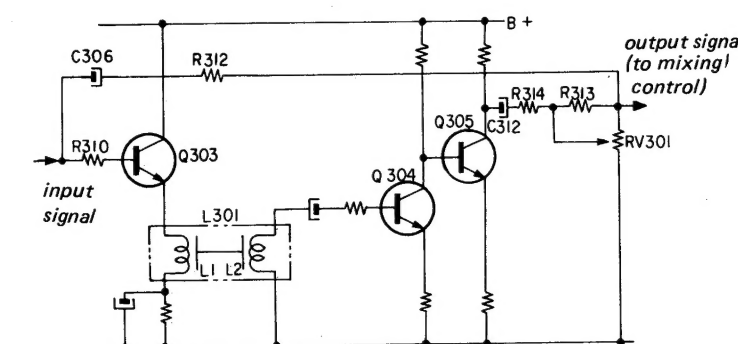 B +
output signa
(to mixing
control)
C306
R312
R314
R313
Q305
C312
RV301
R310
Q303
input
signal
Q304
L301
L1 L2